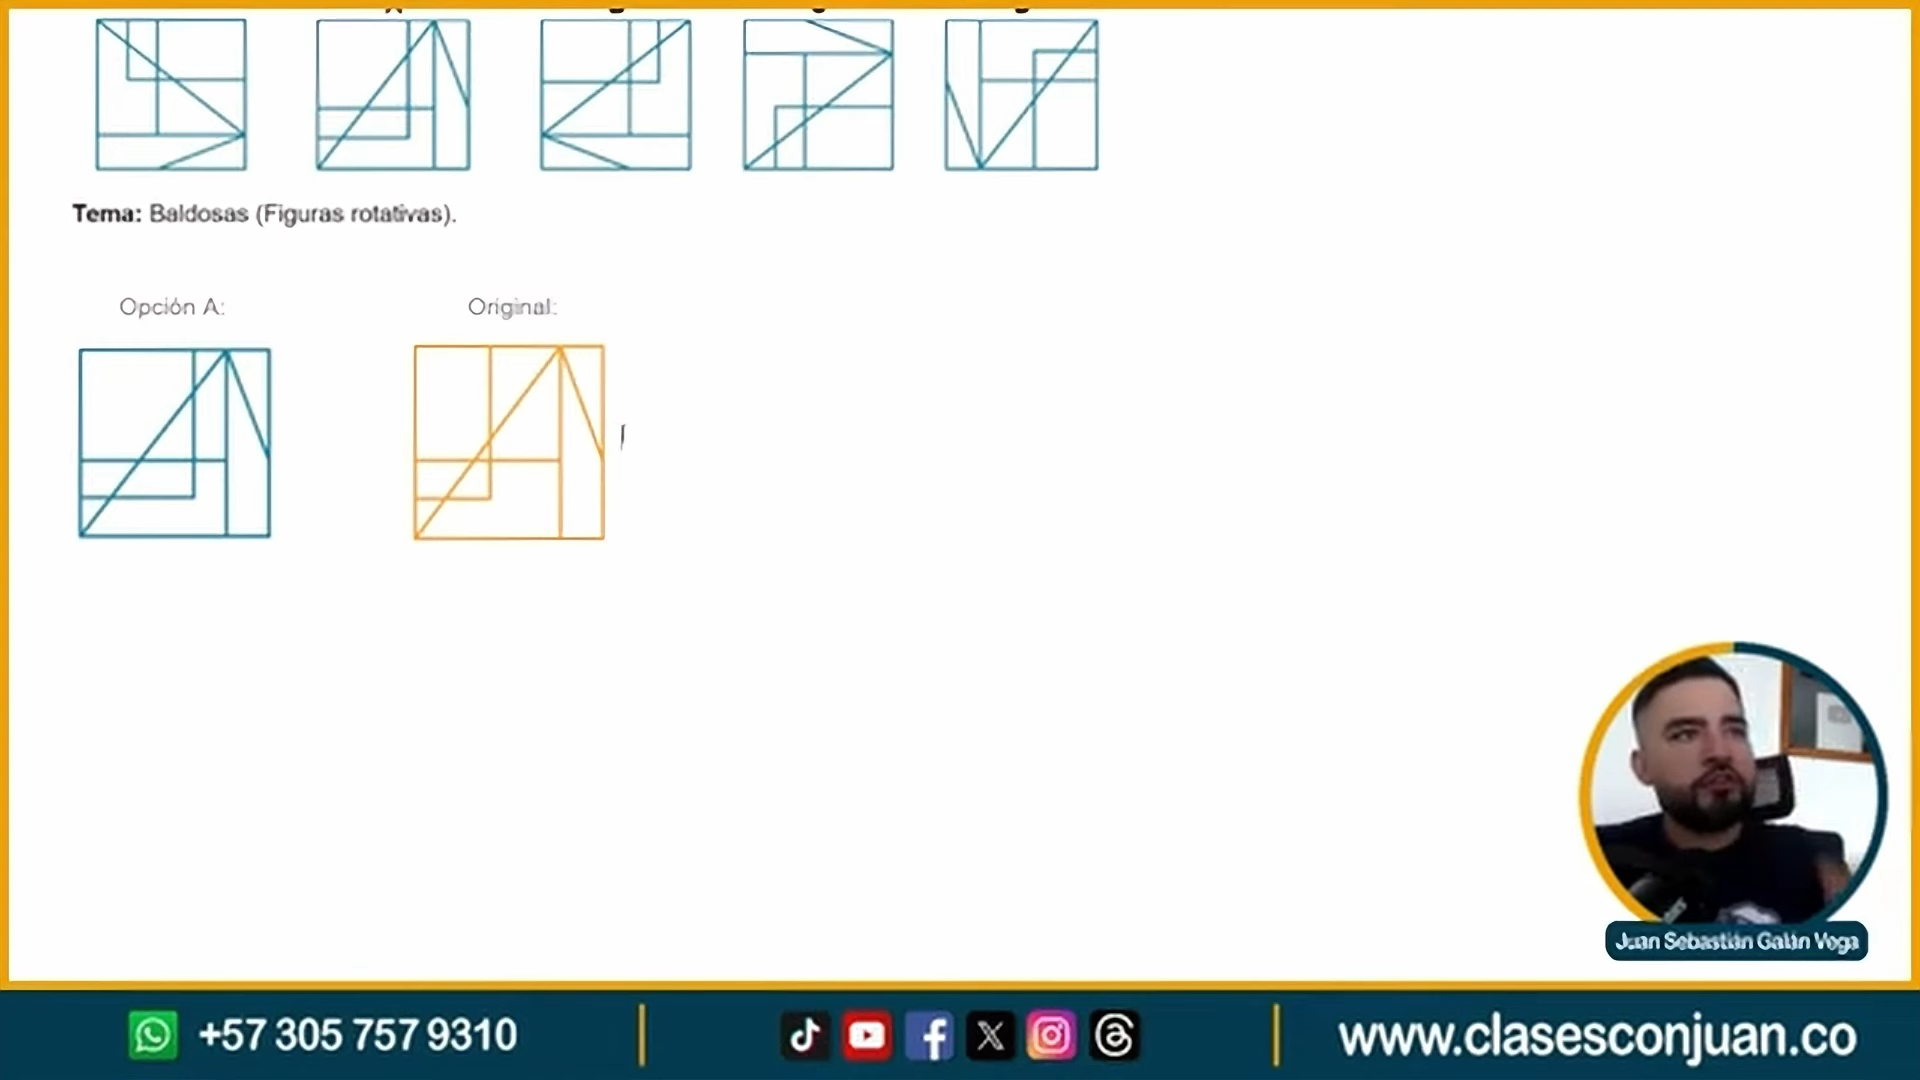 Tema: Baldosas (Figuras rotativas).
Opción A:
Original:
Juan Sebastián Galán Vega
+57 305 757 9310
www.clasesconjuan.co